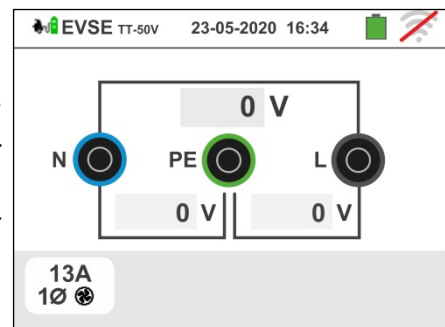 EVSE TT-50V 23-05-2020 16:34
0 V
N PE L
0 V 0 V
13A
1Ø